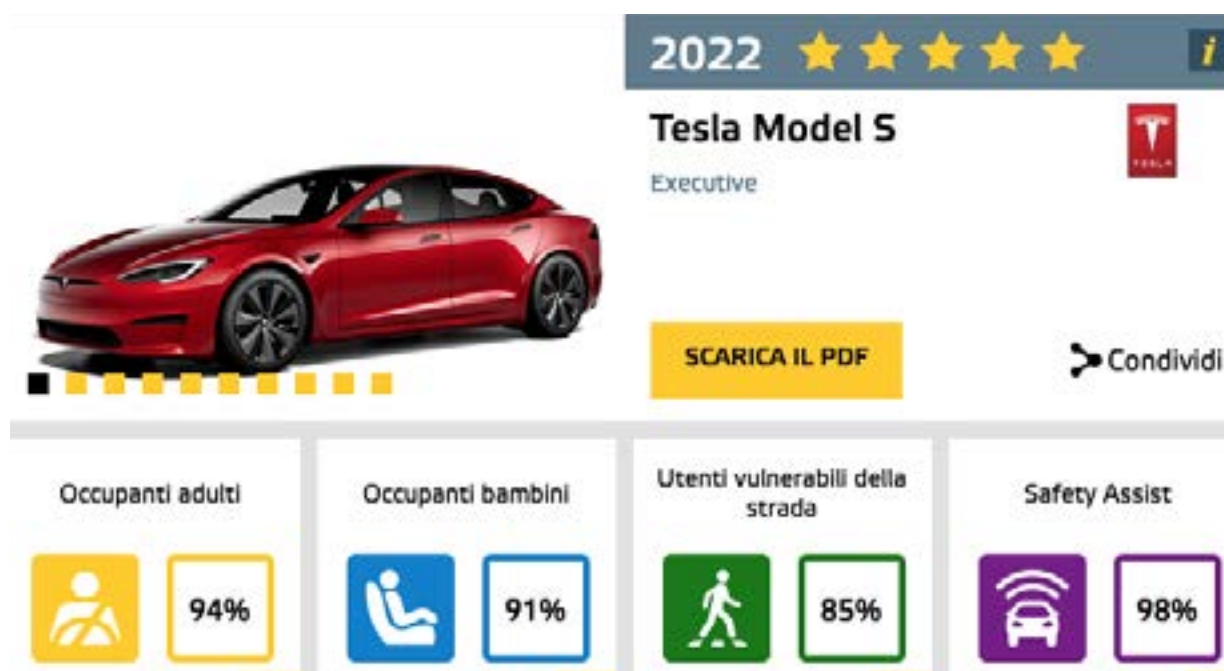 2022
i
Tesla Model S
TESLA
Executive
SCARICA IL PDF
Condividi
Occupanti adulti
Occupanti bambini
Utenti vulnerabili della
strada
Safety Assist
94%
91%
85%
98%